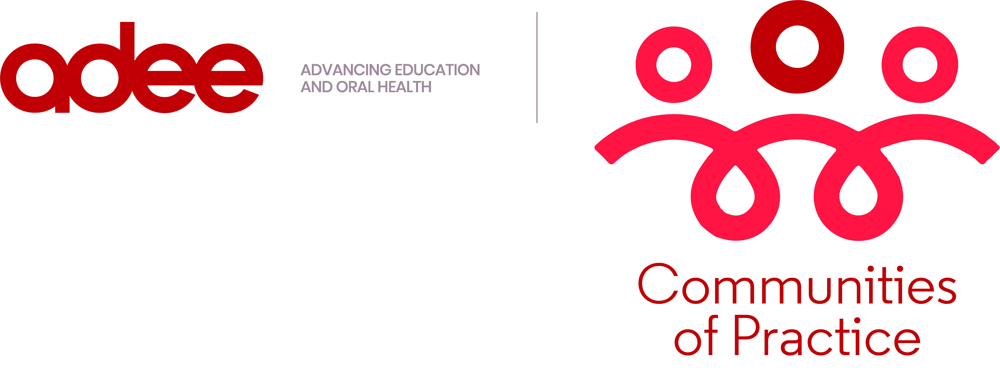 adee
ADVANCING EDUCATION
AND ORAL HEALTH
Communities
of Practice